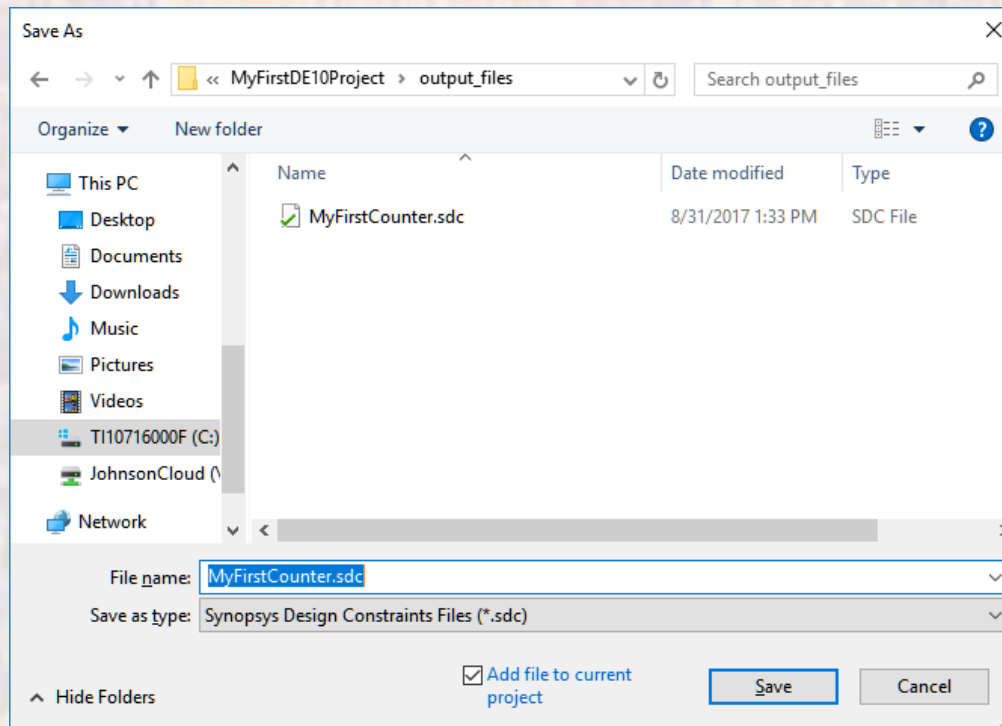 Save As
« MyFirstDE10Project > output_files
Search output_files
Organize
New folder
Name
Date modified
Type
This PC
Desktop
Documents
Downloads
Music
Pictures
Videos
TI10716000F (C:)
JohnsonCloud (\
Network
MyFirstCounter.sdc
8/31/2017 1:33 PM
SDC File
File name:
MyFirstCounter.sdc
Save as type:
Synopsys Design Constraints Files (*.sdc)
Hide Folders
Add file to current
project
Save
Cancel